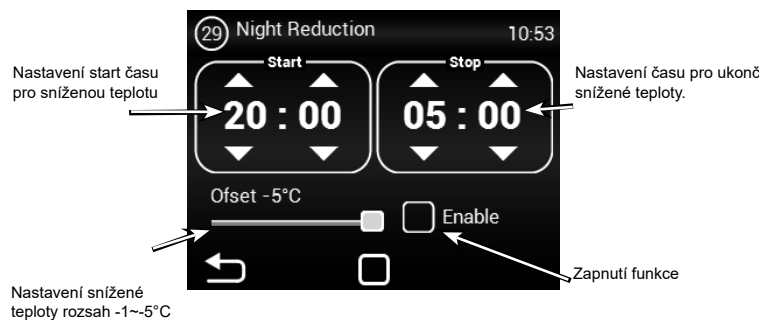 29 Night Reduction 10:53
Start
Stop
20 : 00
05 : 00
Ofset -5°C
Enable
Nastavení start času
pro sníženou teplotu
Nastavení času pro ukonč
snížené teploty.
Zapnutí funkce
Nastavení snížené
teploty rozsah -1~-5°C